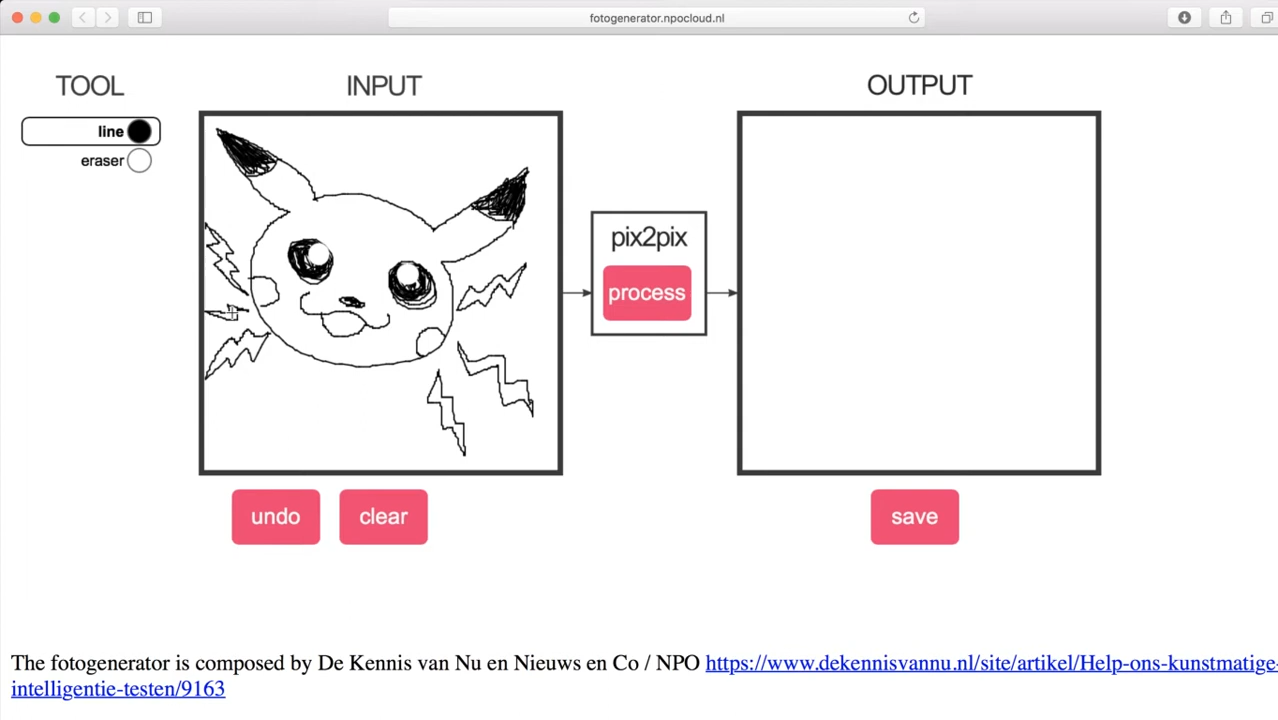 fotogenerator.npocloud.nl
TOOL
INPUT
OUTPUT
line
eraser
pix2pix
process
undo
clear
save
The fotogenerator is composed by De Kennis van Nu en Nieuws en Co / NPO https://www.dekennisvannu.nl/site/artikel/Help-ons-kunstmatige-
intelligentie-testen/9163